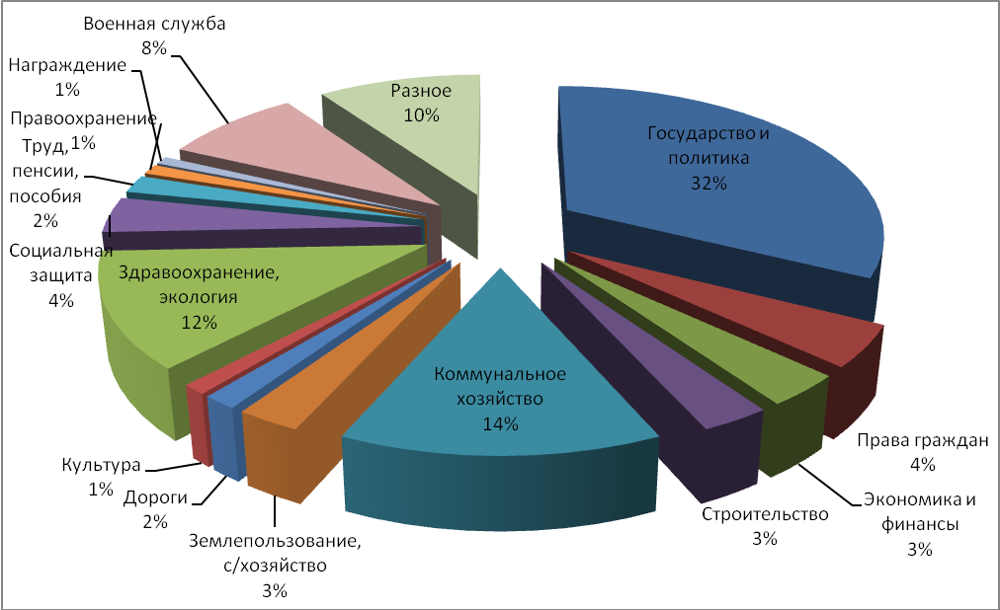 Военная служба
8%
Награждение
1%
Правоохранение
1%
Труд,
пенсии,
пособия
2%
Социальная
защита
4%
Здравоохранение,
экология
12%
Культура
1%
Дороги
2%
Землепользование,
с/хозяйство
3%
Коммунальное
хозяйство
14%
Строительство
3%
Экономика и
финансы
3%
Права граждан
4%
Государство и
политика
32%
Разное
10%